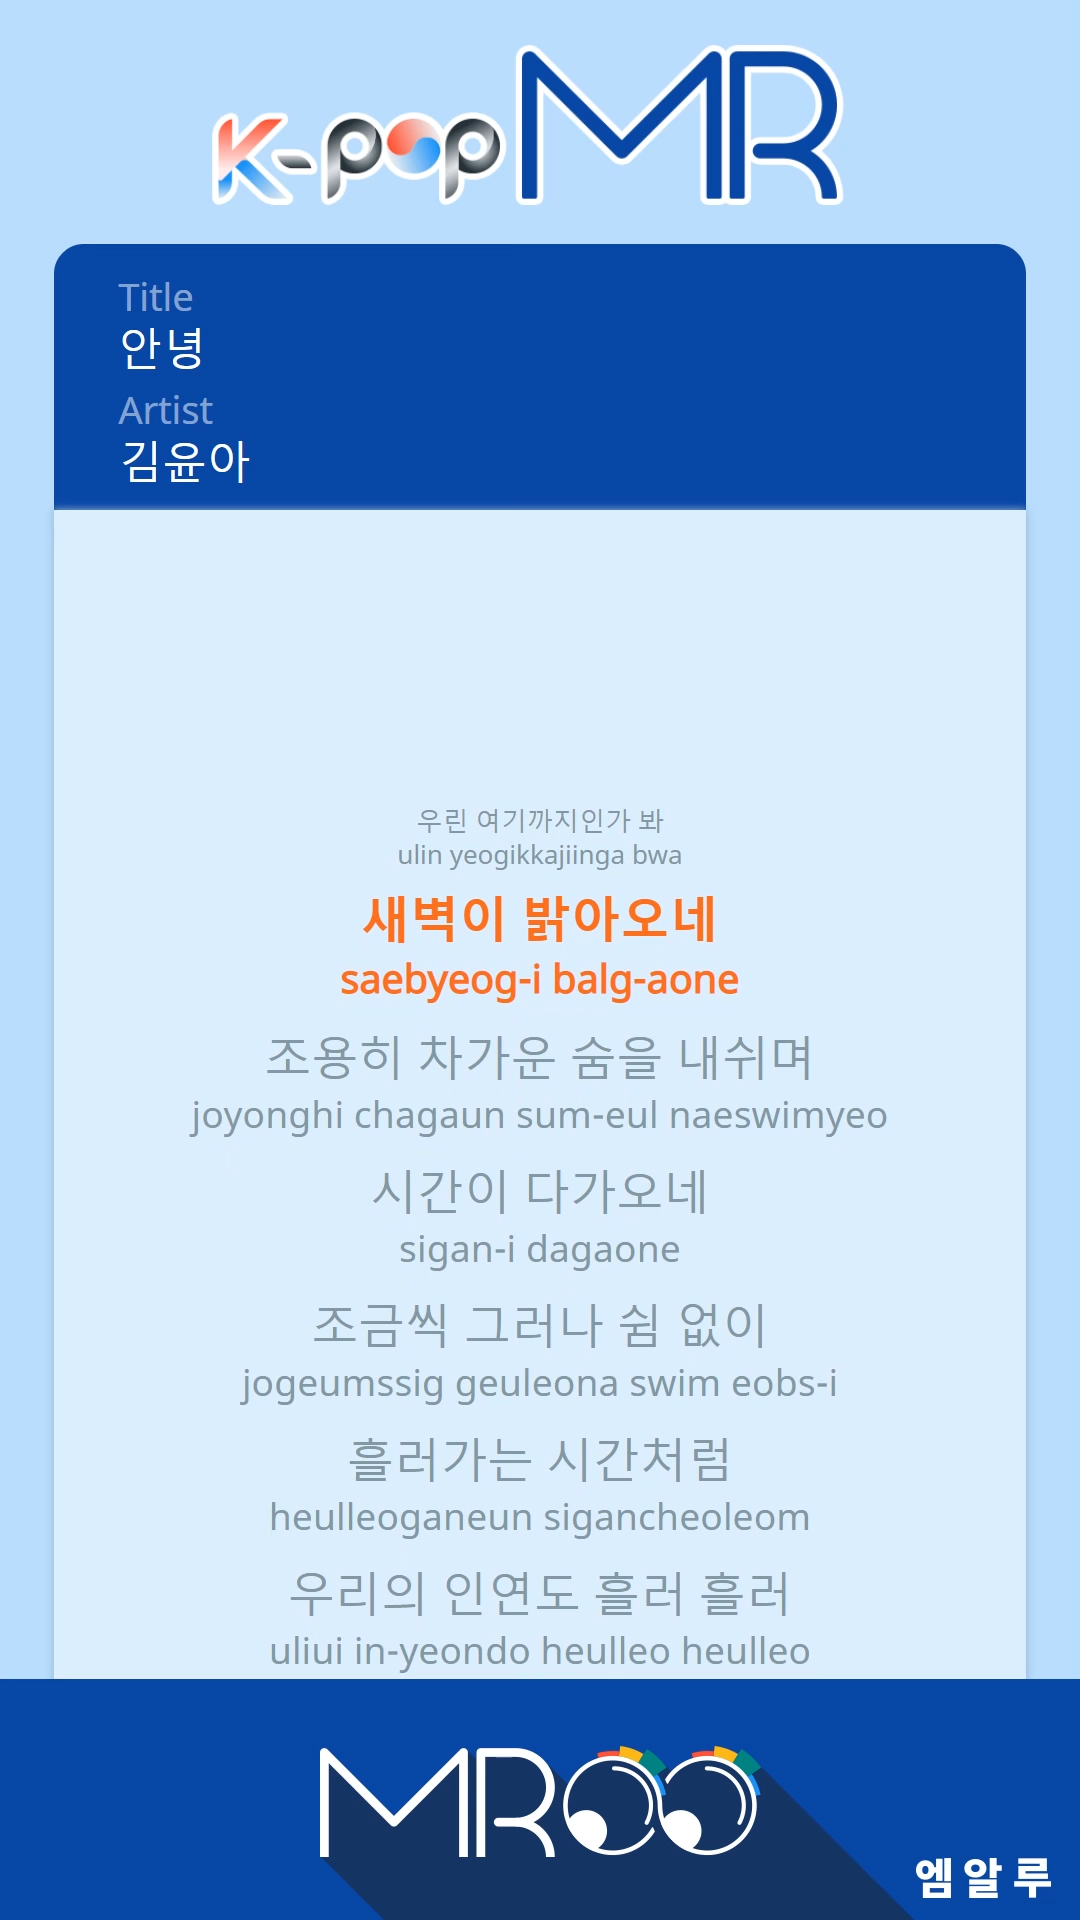 K-pop MR
Title
안녕
Artist
김윤아
우린 여기까지인가 봐
ulin yeogikkajiinga bwa
새벽이 밝아오네
saebyeog-i balg-aone
조용히 차가운 숨을 내쉬며
joyonghi chagaun sum-eul naeswimyeo
시간이 다가오네
sigan-i dagaone
조금씩 그러나 쉼 없이
jogeumssig geuleona swim eobs-i
흘러가는 시간처럼
heulleoganeun sigancheoleom
우리의 인연도 흘러 흘러
uliui in-yeondo heulleo heulleo
MROO
엠알루